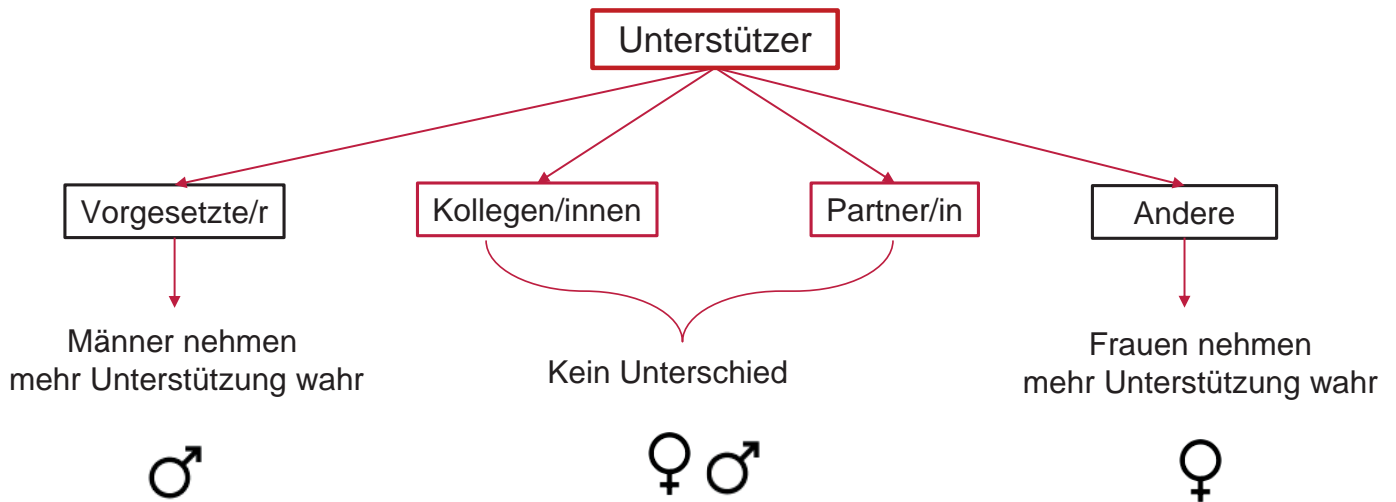 Unterstützer
Vorgesetzte/r
Kollegen/innen
Partner/in
Andere
Männer nehmen
mehr Unterstützung wahr
Kein Unterschied
Frauen nehmen
mehr Unterstützung wahr
♂
♀ ♂
♀